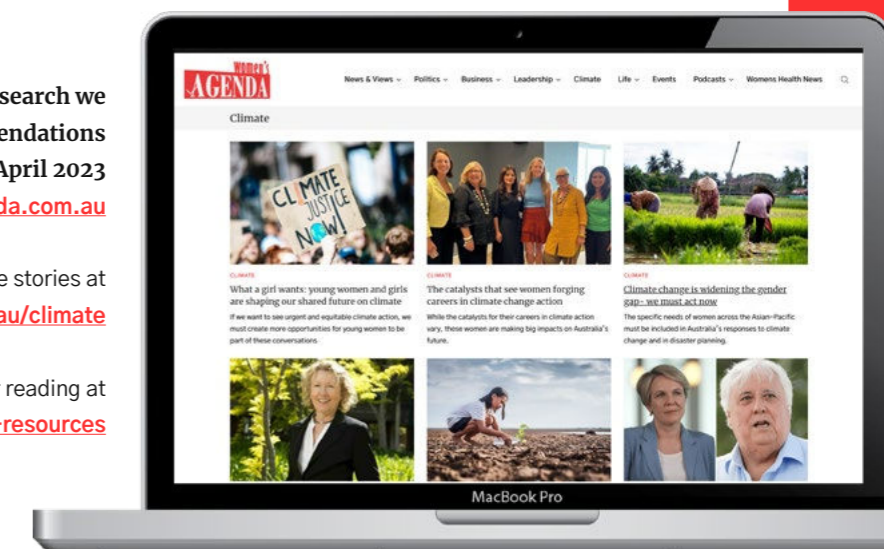 search we
endations
April 2023
da.com.au
e stories at
au/climate
reading at
-resources
women's
AGENDA
News & Views
Politics
Business
Leadership
Climate
Life
Events
Podcasts
Womens Health News
Climate
CLIMATE JUSTICE NOW!
CLIMATE
What a girl wants: young women and girls
are shaping our shared future on climate
If we want to see urgent and equitable climate action, we
must create more opportunities for young women to be
part of these conversations.
CLIMATE
The catalysts that see women forging
careers in climate change action
While the catalysts for their careers in climate action
vary, these women are making big impacts on Australia's
future.
CLIMATE
Climate change is widening the gender
gap- we must act now
The specific needs of women across the Asian-Pacific
must be included in Australia's responses to climate
change and in disaster planning.
MacBook Pro